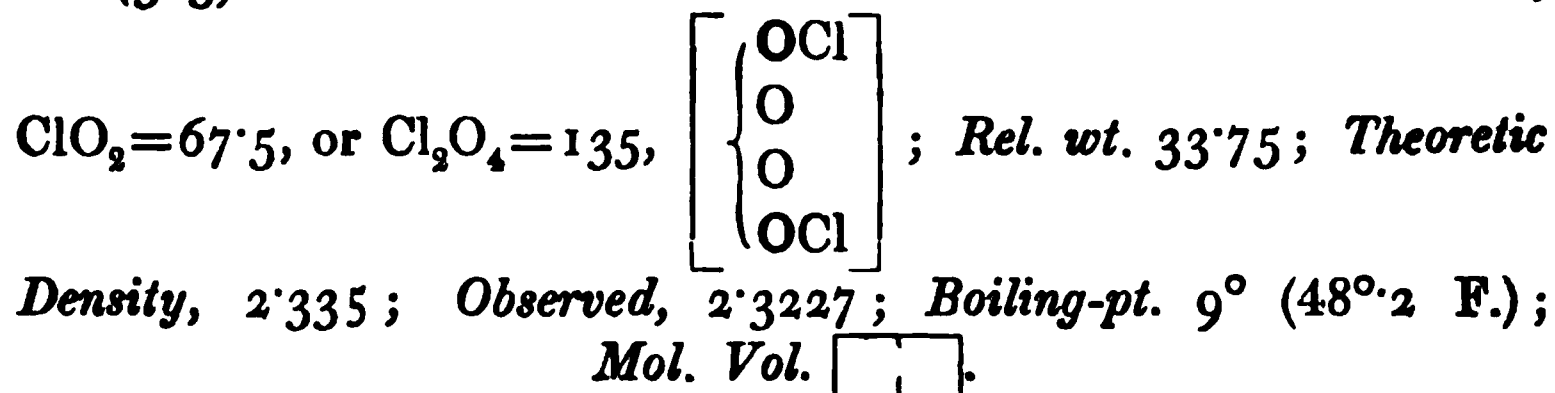 OCl
O
ClO₂=67·5, or Cl₂O₄=135, ; Rel. wt. 33·75; Theoretic
O
OCl
Density, 2·335; Observed, 2·3227; Boiling-pt. 9° (48°·2 F.);
Mol. Vol. .